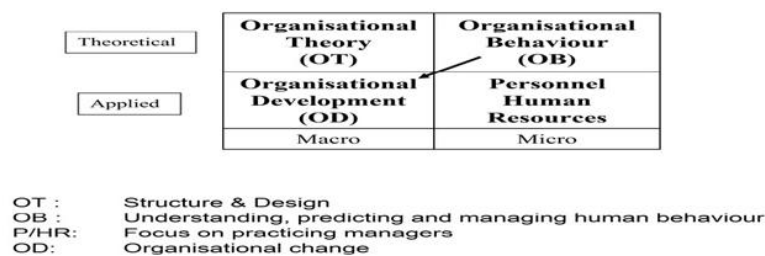 Theoretical
Organisational
Theory
(OT)
Organisational
Behaviour
(OB)
Applied
Organisational
Development
(OD)
Personnel
Human
Resources
Macro
Micro
OT : Structure & Design
OB : Understanding, predicting and managing human behaviour
P/HR: Focus on practicing managers
OD: Organisational change